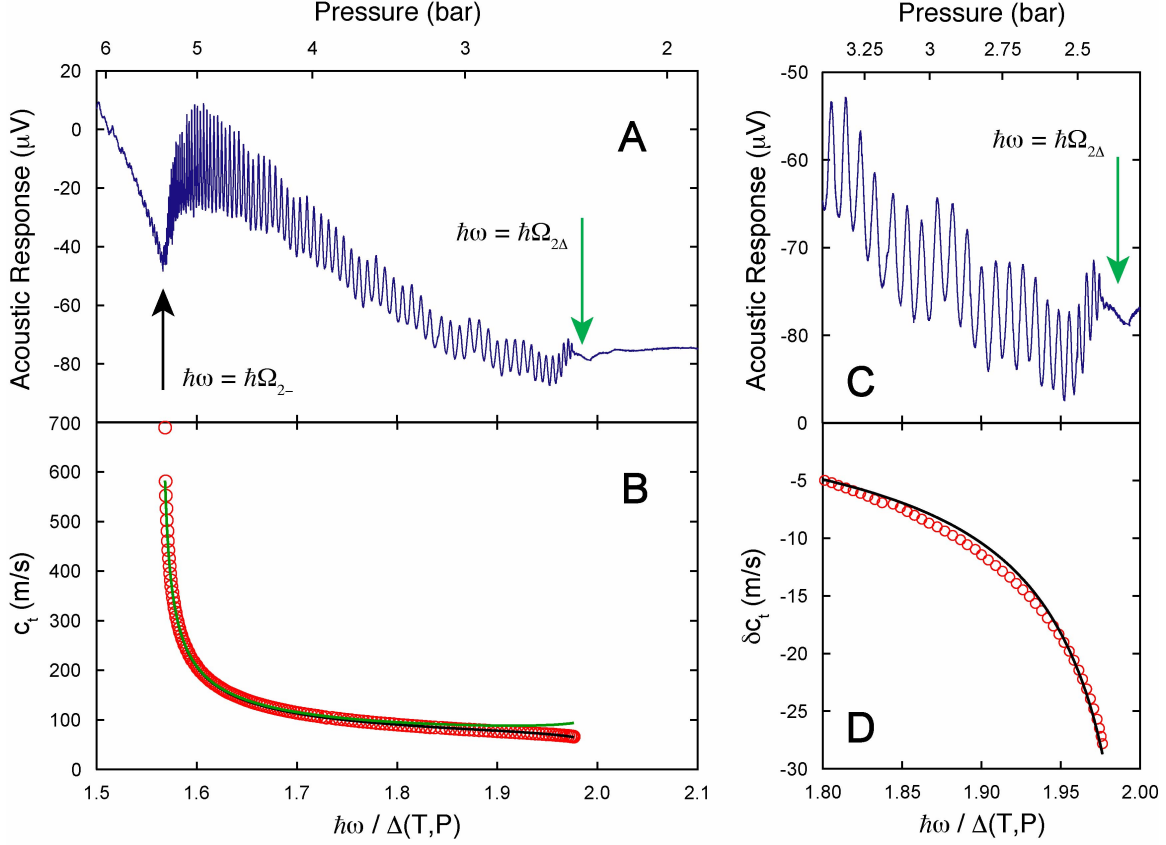 Pressure (bar)
6 5 4 3 2
20
0
-20
-40
-60
-80
Acoustic Response (μV)
A
ħω = ħΩ2Δ
ħω = ħΩ2−
700
600
500
400
300
200
100
0
ct (m/s)
B
1.5 1.6 1.7 1.8 1.9 2.0 2.1
ħω / Δ(T,P)
Pressure (bar)
3.25 3 2.75 2.5
-50
-60
-70
-80
Acoustic Response (μV)
ħω = ħΩ2Δ
C
0
-5
-10
-15
-20
-25
-30
δct (m/s)
D
1.80 1.85 1.90 1.95 2.00
ħω / Δ(T,P)